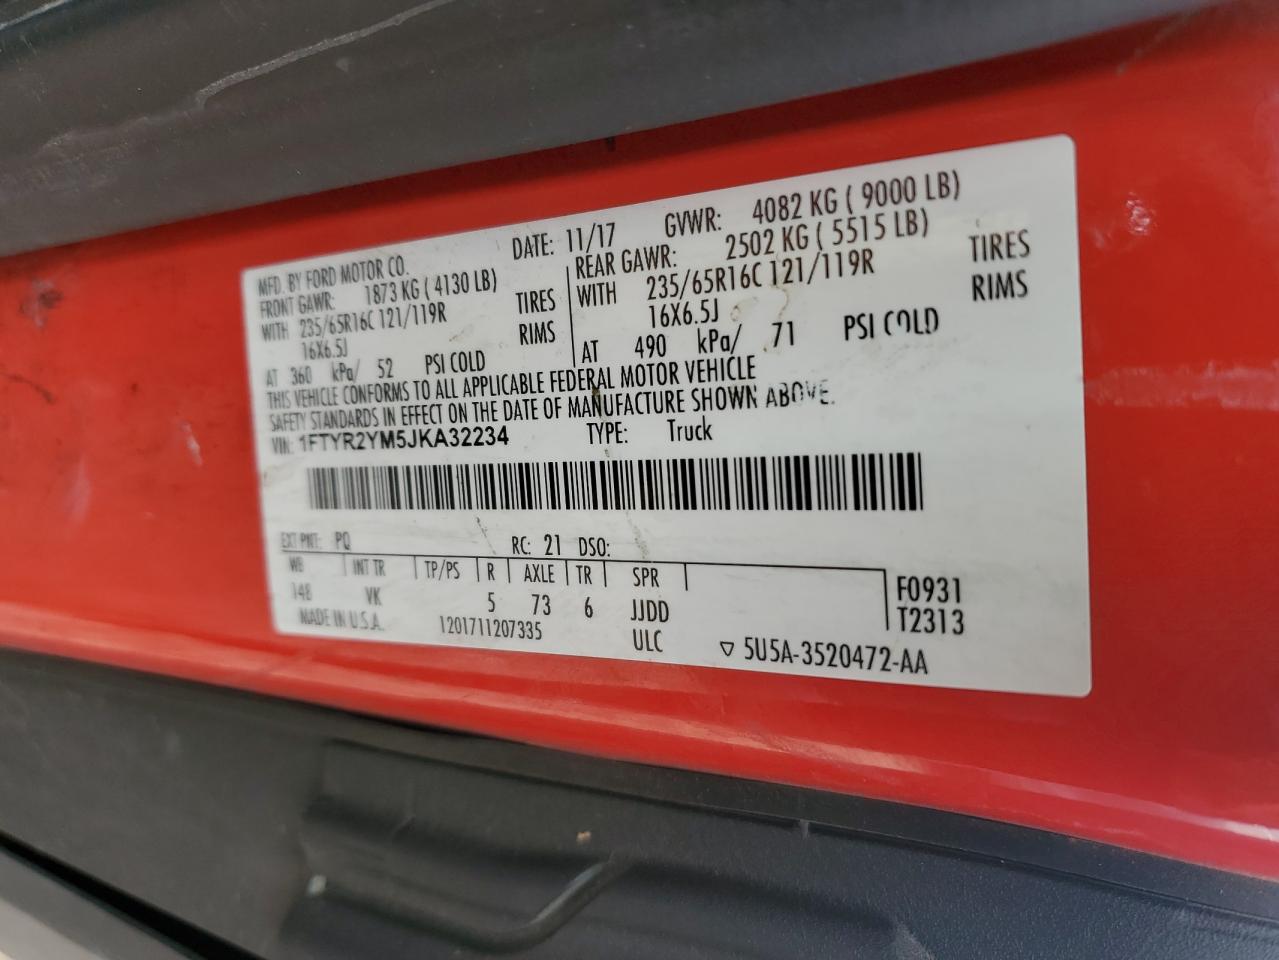 MFD. BY FORD MOTOR CO. DATE: 11/17 GVWR: 4082 KG ( 9000 LB)
FRONT GAWR: 1873 KG ( 4130 LB) REAR GAWR: 2502 KG ( 5515 LB)
WITH 235/65R16C 121/119R TIRES WITH 235/65R16C 121/119R TIRES
16X6.5J RIMS 16X6.5J RIMS
AT 360 kPa/ 52 PSI COLD AT 490 kPa/ 71 PSI COLD
THIS VEHICLE CONFORMS TO ALL APPLICABLE FEDERAL MOTOR VEHICLE
SAFETY STANDARDS IN EFFECT ON THE DATE OF MANUFACTURE SHOWN ABOVE.
VIN: 1FTYR2YM5JKA32234 TYPE: Truck
EXT PNT: PQ RC: 21 DSO:
WB INT TR TP/PS R AXLE TR SPR F0931
148 VK 5 73 6 JJDD T2313
MADE IN U.S.A. 1201711207335 ULC ▽ 5U5A-3520472-AA